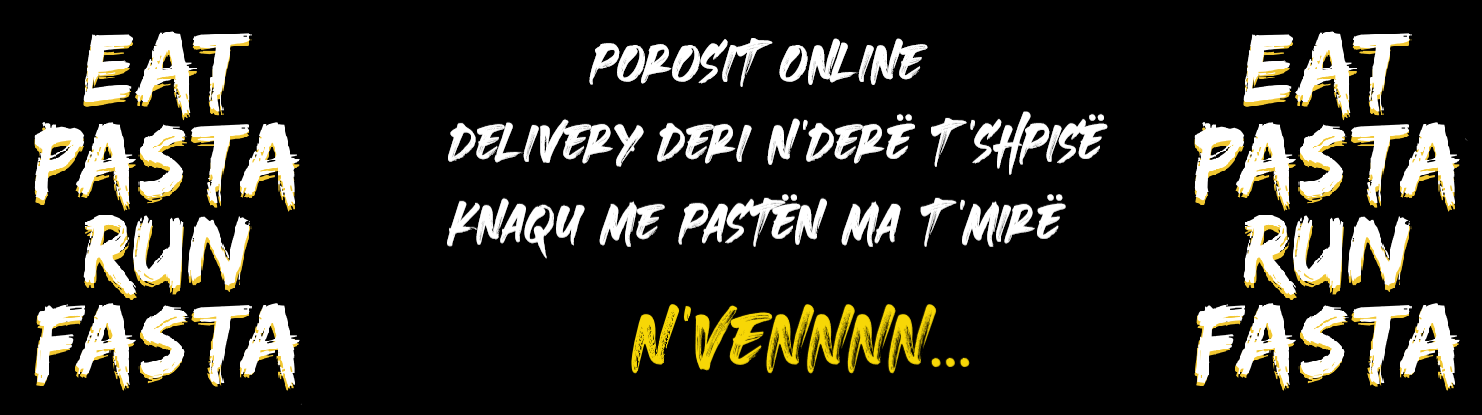 EAT
PASTA
RUN
FASTA
POROSIT ONLINE
DELIVERY DERI N'DERË T'SHPISË
KNAQU ME PASTËN MA T'MIRË
N'VENNNN...
EAT
PASTA
RUN
FASTA